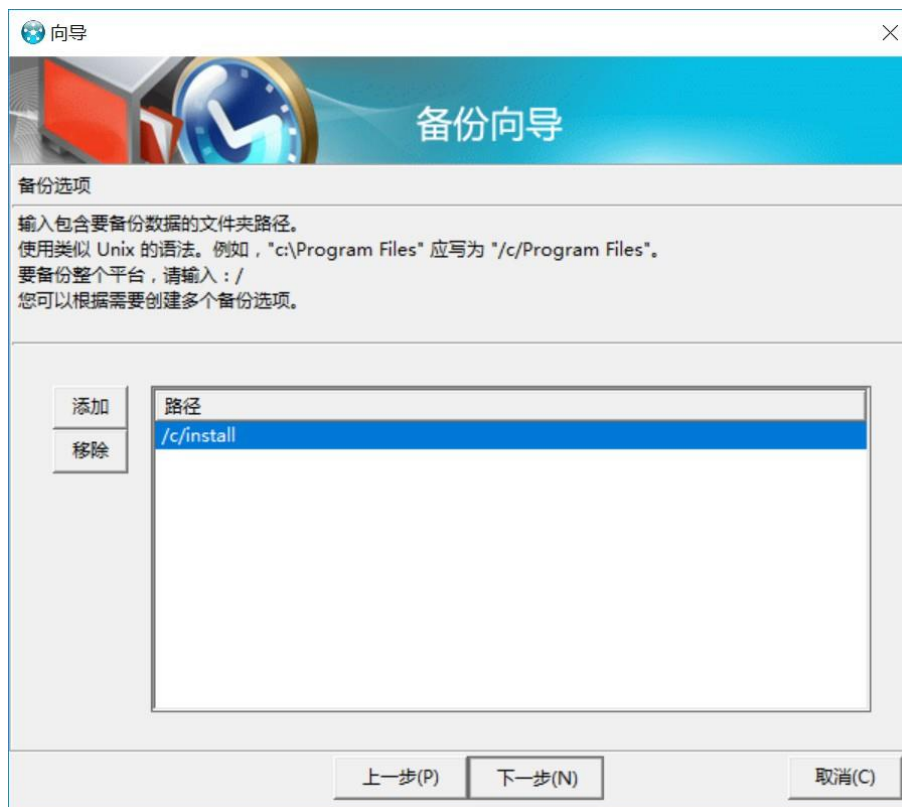 向导
备份向导
备份选项
输入包含要备份数据的文件夹路径。
使用类似 Unix 的语法。例如，"c:\Program Files" 应写为 "/c/Program Files"。
要备份整个平台，请输入：/
您可以根据需要创建多个备份选项。
添加
路径
/c/install
移除
上一步(P)
下一步(N)
取消(C)